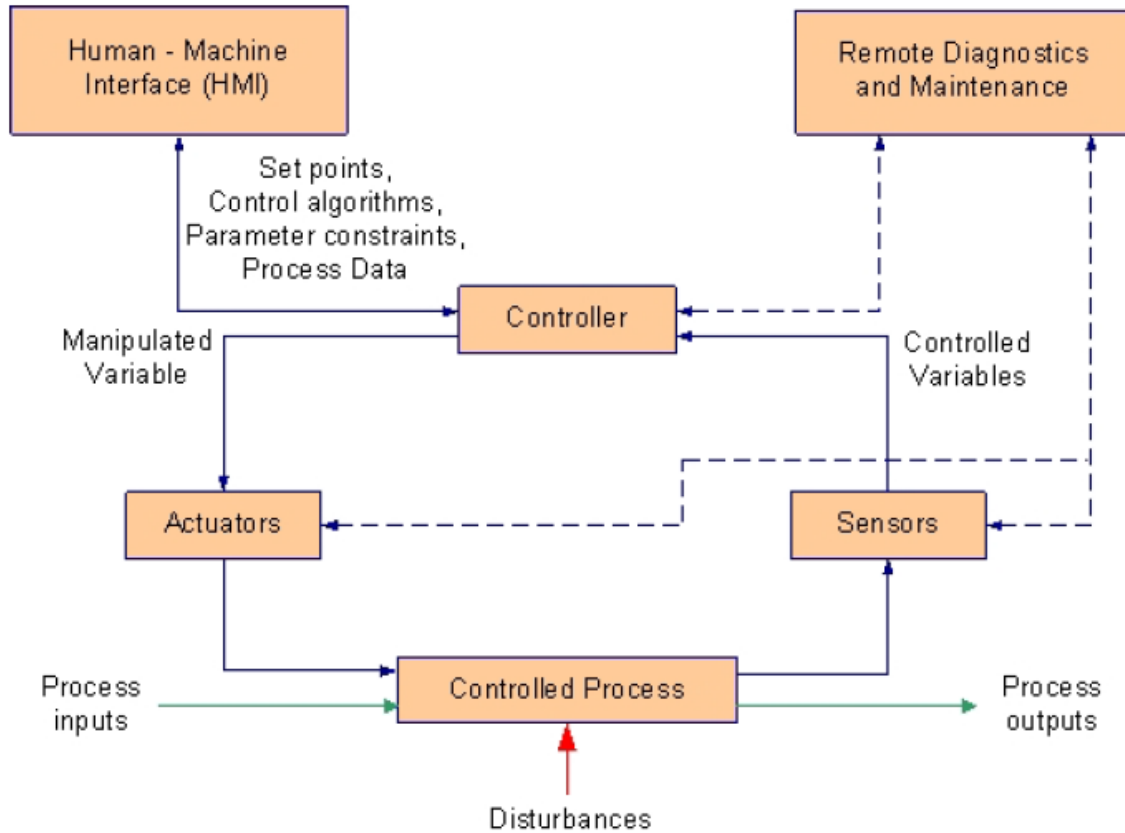 Human - Machine
Interface (HMI)
Remote Diagnostics
and Maintenance
Set points,
Control algorithms,
Parameter constraints,
Process Data
Controller
Manipulated
Variable
Controlled
Variables
Actuators
Sensors
Process
inputs
Controlled Process
Process
outputs
Disturbances